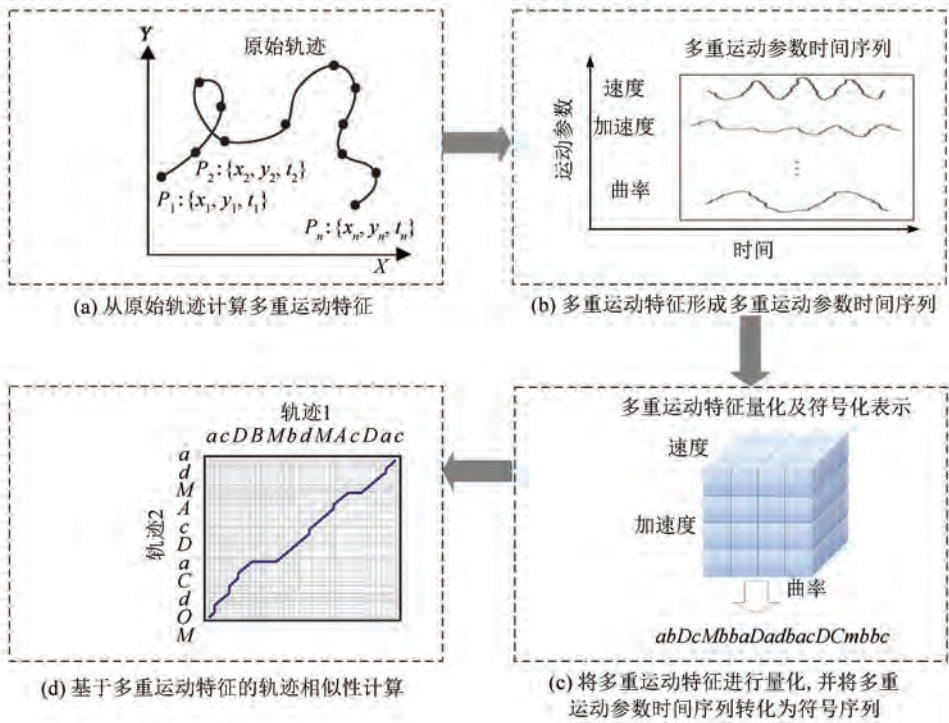 Y
原始轨迹
P₂:{x₂, y₂, t₂}
P₁:{x₁, y₁, t₁}
Pₙ:{xₙ, yₙ, tₙ}
X
(a) 从原始轨迹计算多重运动特征
多重运动参数时间序列
运动参数
速度
加速度
⋮
曲率
时间
(b) 多重运动特征形成多重运动参数时间序列
多重运动特征量化及符号化表示
速度
加速度
曲率
abDcMbbaDadbacDCmbbc
(c) 将多重运动特征进行量化, 并将多重
运动参数时间序列转化为符号序列
轨迹1
a c D B M b d M A c D a c
轨迹2
a
d
M
A
c
D
a
C
d
O
M
(d) 基于多重运动特征的轨迹相似性计算